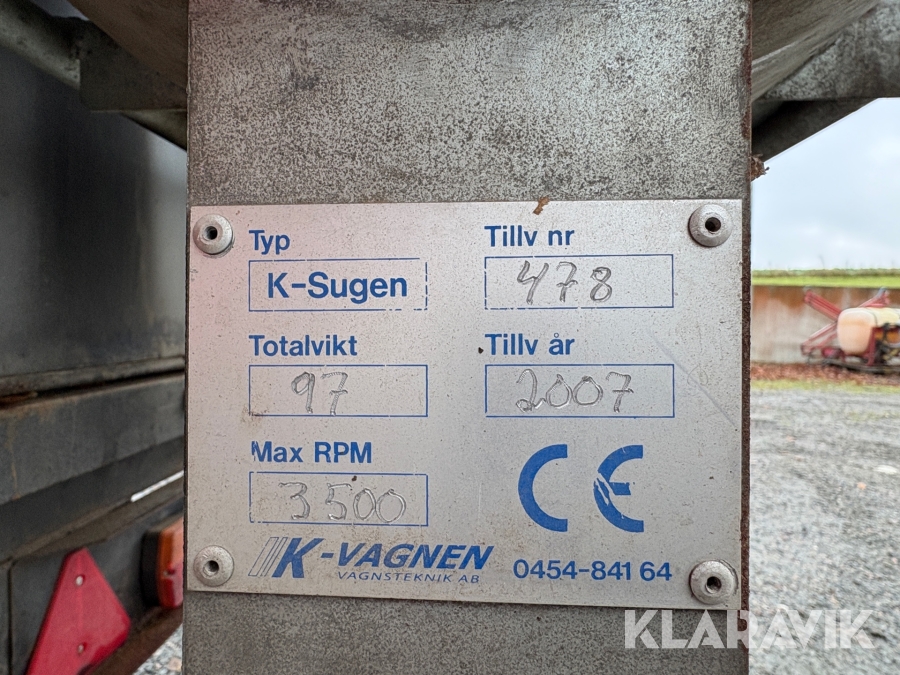 Typ
K-Sugen
Tillv nr
478
Totalvikt
97
Tillv år
2007
Max RPM
3500
CE
K-VAGNEN
VAGNSTEKNIK AB
0454-841 64
KLARAVIK